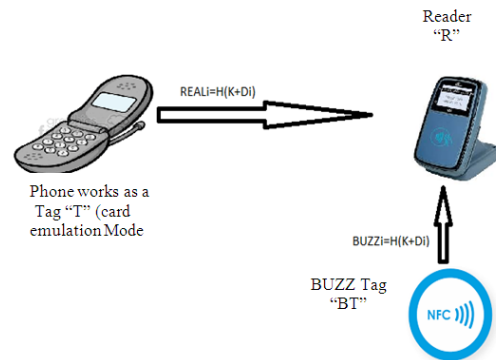 Reader
“R”
REALi=H(K+Di)
Phone works as a
Tag “T” (card
emulation Mode
BUZZi=H(K+Di)
BUZZ Tag
“BT”
NFC